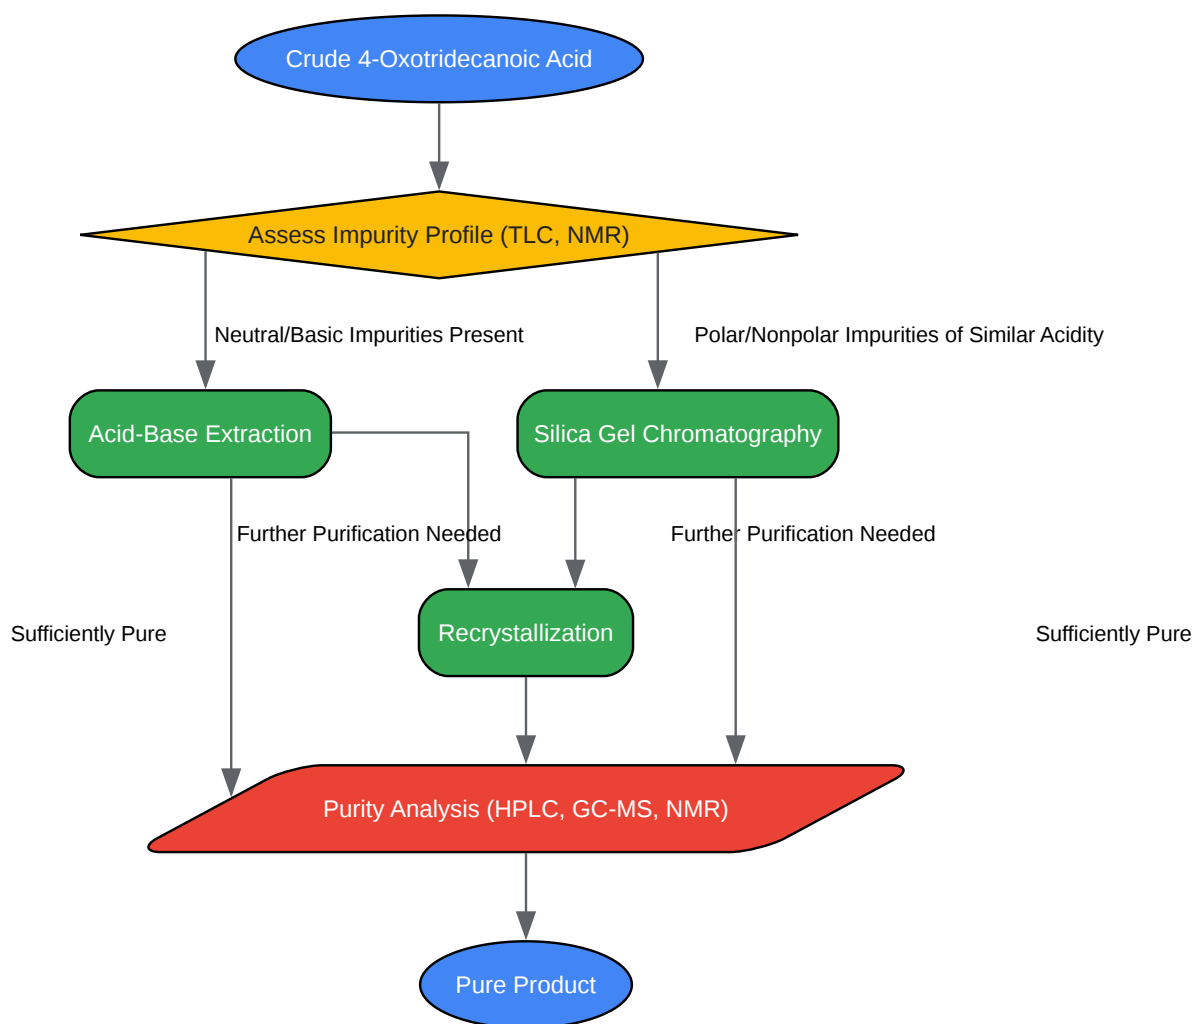 Crude 4-Oxotridecanoic Acid
Assess Impurity Profile (TLC, NMR)
Neutral/Basic Impurities Present
Polar/Nonpolar Impurities of Similar Acidity
Acid-Base Extraction
Silica Gel Chromatography
Further Purification Needed
Further Purification Needed
Sufficiently Pure
Recrystallization
Sufficiently Pure
Purity Analysis (HPLC, GC-MS, NMR)
Pure Product